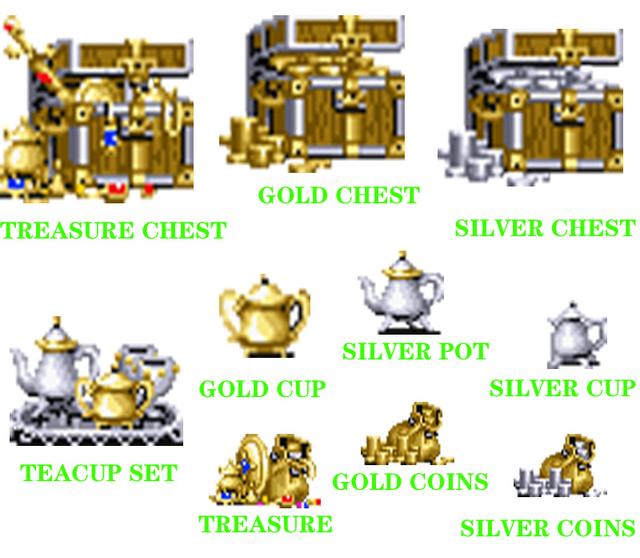 GOLD CHEST
TREASURE CHEST
SILVER CHEST
SILVER POT
GOLD CUP
SILVER CUP
TEACUP SET
GOLD COINS
TREASURE
SILVER COINS